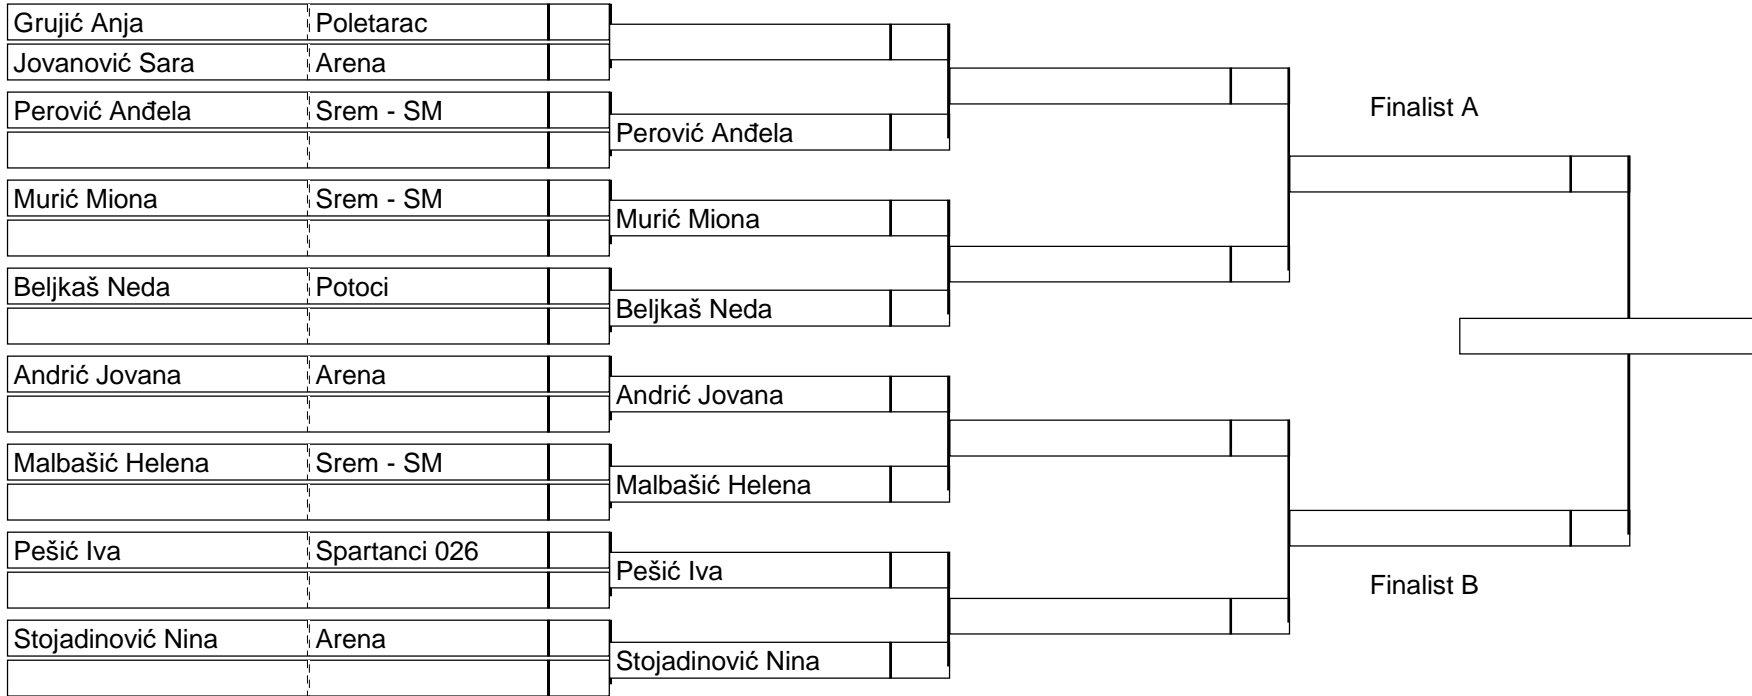 Grujić Anja Poletarac
Jovanović Sara Arena
Finalist A
Perović Anđela Srem - SM
Perović Anđela
Murić Miona Srem - SM
Murić Miona
Beljkaš Neda Potoci
Beljkaš Neda
Andrić Jovana Arena
Andrić Jovana
Malbašić Helena Srem - SM
Malbašić Helena
Pešić Iva Spartanci 026
Pešić Iva
Finalist B
Stojadinović Nina Arena
Stojadinović Nina